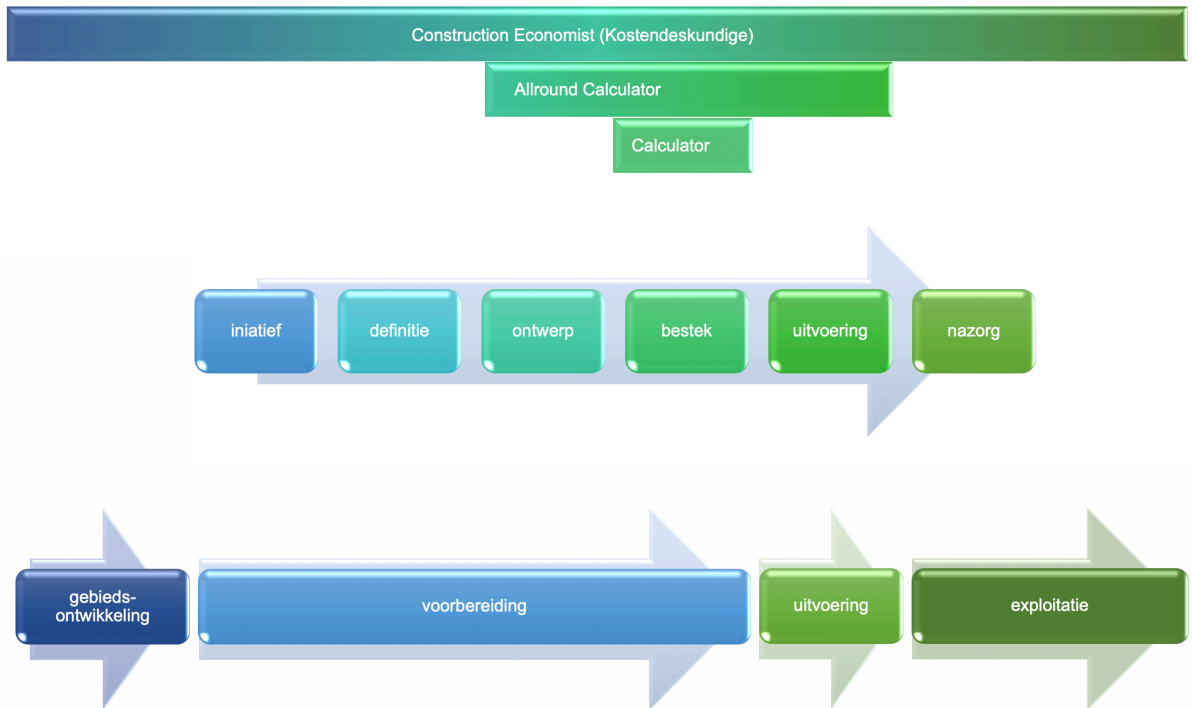 Construction Economist (Kostendeskundige)
Allround Calculator
Calculator
iniatief
definitie
ontwerp
bestek
uitvoering
nazorg
gebieds-
ontwikkeling
voorbereiding
uitvoering
exploitatie